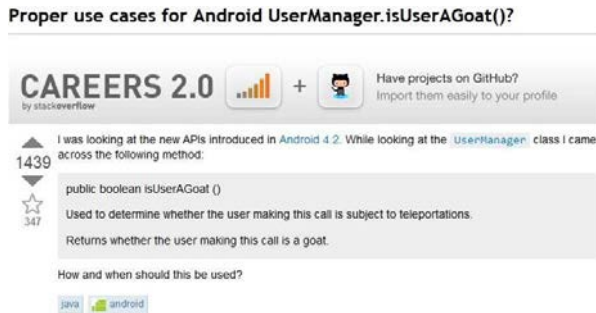 Proper use cases for Android UserManager.isUserAGoat()?
CAREERS 2.0
by stackoverflow
+
Have projects on GitHub?
Import them easily to your profile
I was looking at the new APIs introduced in Android 4.2. While looking at the UserManager class I came
across the following method:
1439
public boolean isUserAGoat ()
Used to determine whether the user making this call is subject to teleportations.
347
Returns whether the user making this call is a goat.
How and when should this be used?
java android